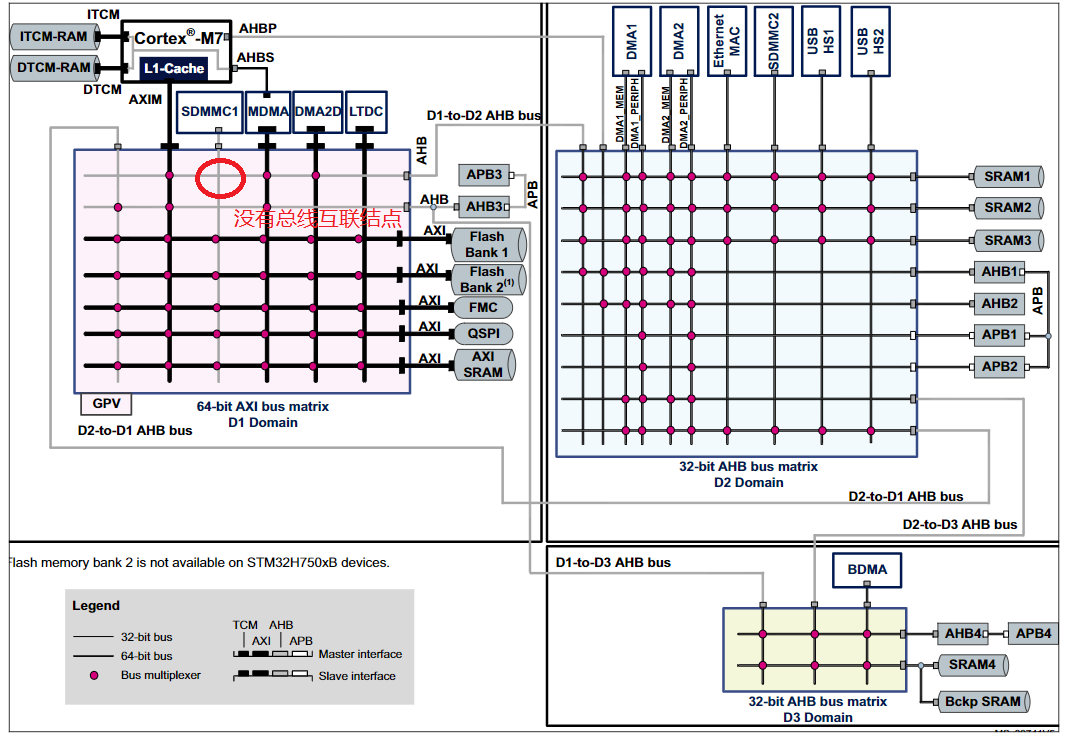 ITCM
AHBP
ITCM-RAM
Cortex®-M7
AHBS
DTCM-RAM
L1-Cache
DTCM
AXIM
SDMMC1
MDMA
DMA2D
LTDC
D1-to-D2 AHB bus
AHB
APB3
APB
AHB
AHB3
没有总线互联结点
AXI
Flash
Bank 1
AXI
Flash
Bank 2(1)
AXI
FMC
AXI
QSPI
AXI
AXI
SRAM
GPV
64-bit AXI bus matrix
D1 Domain
D2-to-D1 AHB bus
DMA1
DMA2
Ethernet
MAC
SDMMC2
USB
HS1
USB
HS2
DMA1_MEM
DMA1_PERIPH
DMA2_MEM
DMA2_PERIPH
SRAM1
SRAM2
SRAM3
AHB1
AHB2
APB
APB1
APB2
32-bit AHB bus matrix
D2 Domain
D2-to-D1 AHB bus
D2-to-D3 AHB bus
Flash memory bank 2 is not available on STM32H750xB devices.
D1-to-D3 AHB bus
BDMA
AHB4
APB4
SRAM4
Bckp SRAM
32-bit AHB bus matrix
D3 Domain
Legend
32-bit bus
64-bit bus
Bus multiplexer
TCM
AHB
AXI
APB
Master interface
Slave interface